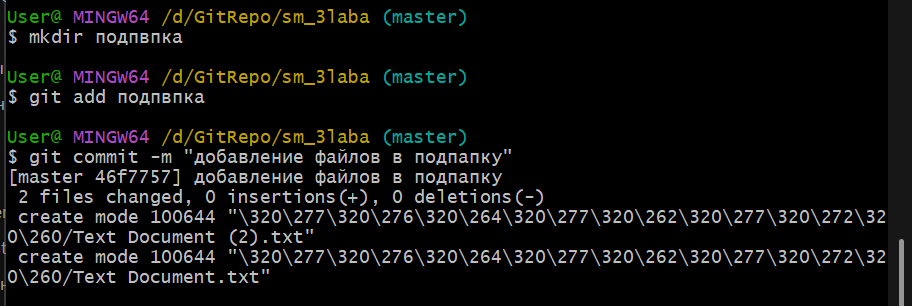 User@ MINGW64 /d/GitRepo/sm_3laba (master)
$ mkdir подпвпка
User@ MINGW64 /d/GitRepo/sm_3laba (master)
$ git add подпвпка
User@ MINGW64 /d/GitRepo/sm_3laba (master)
$ git commit -m "добавление файлов в подпапку"
[master 46f7757] добавление файлов в подпапку
 2 files changed, 0 insertions(+), 0 deletions(-)
 create mode 100644 "\320\277\320\276\320\264\320\277\320\262\320\277\320\272\32
0\260/Text Document (2).txt"
 create mode 100644 "\320\277\320\276\320\264\320\277\320\262\320\277\320\272\32
0\260/Text Document.txt"